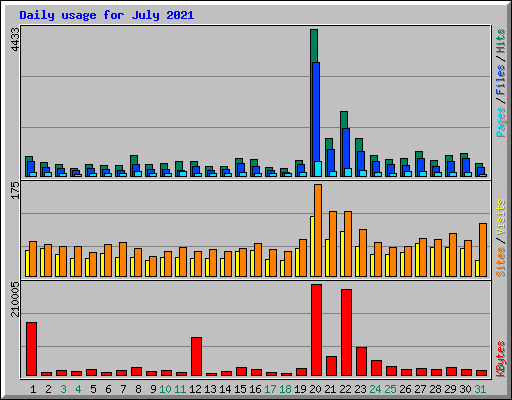 Daily usage for July 2021
4433
Pages / Files / Hits
175
Sites / Visits
210005
KBytes
1 2 3 4 5 6 7 8 9 10 11 12 13 14 15 16 17 18 19 20 21 22 23 24 25 26 27 28 29 30 31